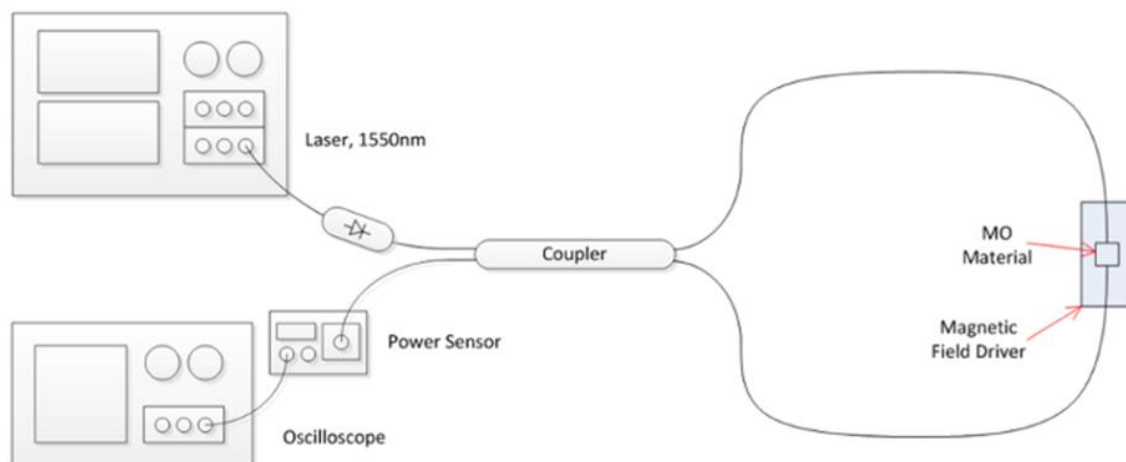 Laser, 1550nm
Coupler
MO
Material
Magnetic
Field Driver
Power Sensor
Oscilloscope